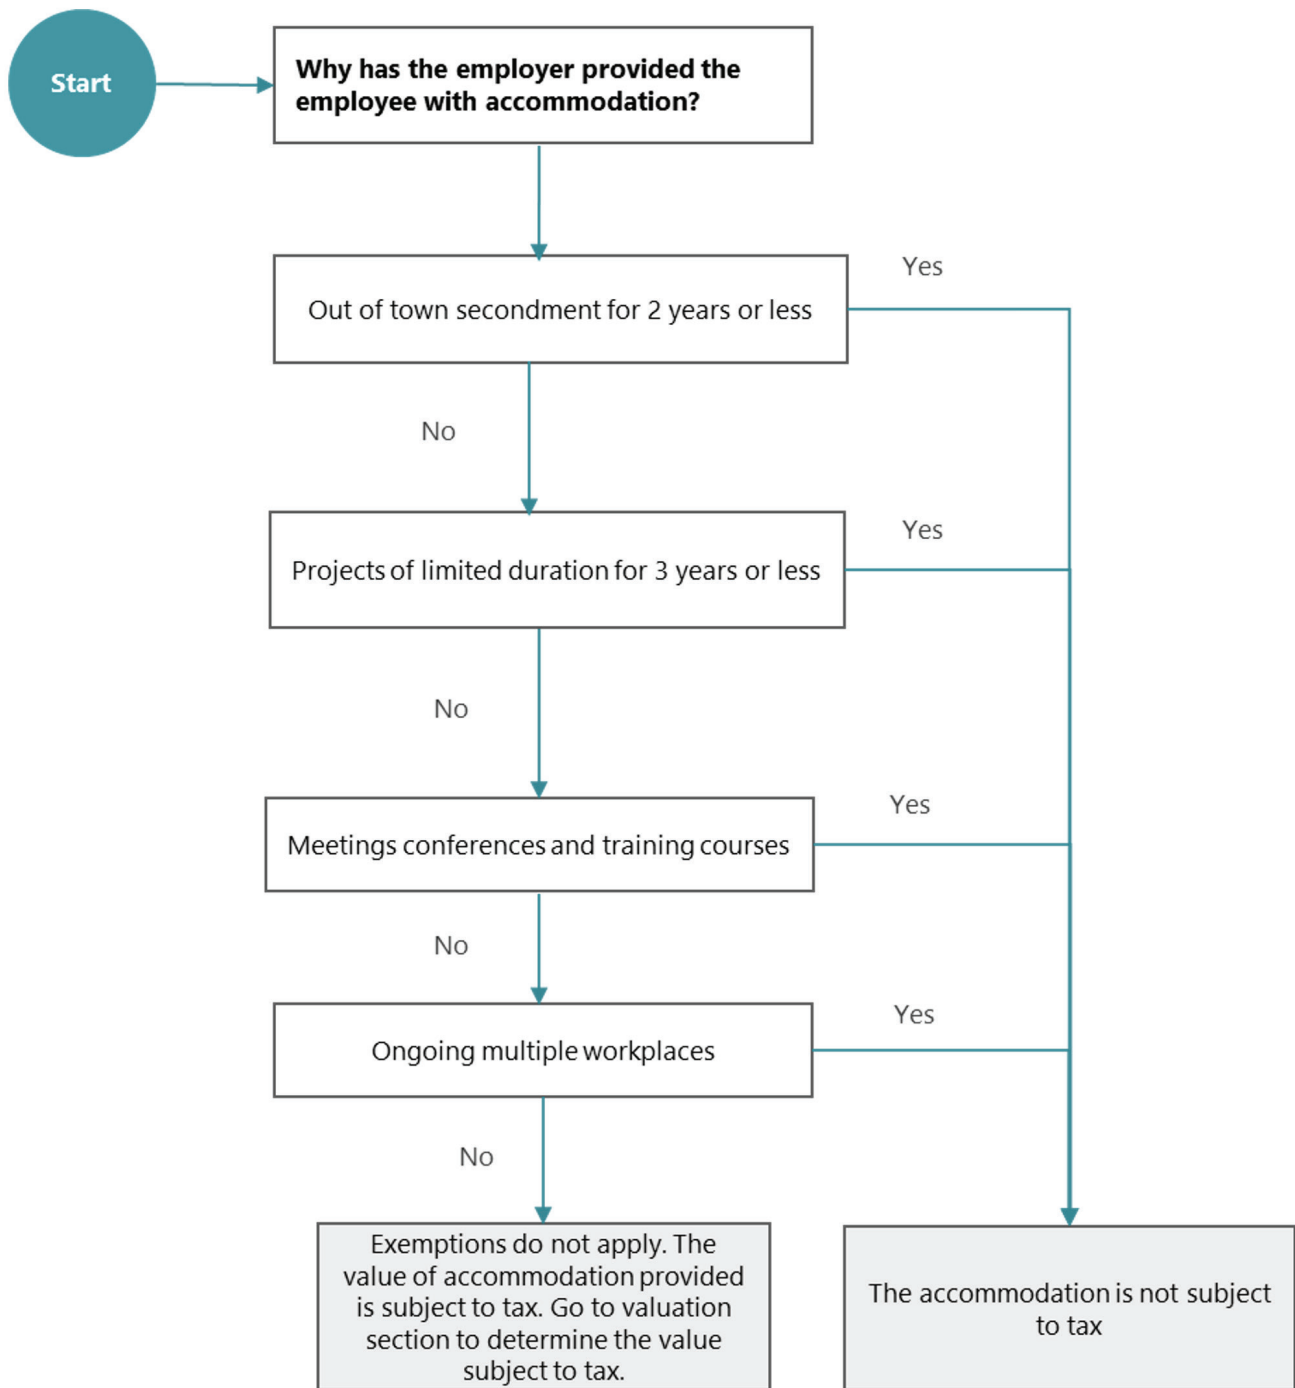 Start
Why has the employer provided the
employee with accommodation?
Yes
Out of town secondment for 2 years or less
No
Yes
Projects of limited duration for 3 years or less
No
Yes
Meetings conferences and training courses
No
Yes
Ongoing multiple workplaces
No
Exemptions do not apply. The
value of accommodation provided
is subject to tax. Go to valuation
section to determine the value
subject to tax.
The accommodation is not subject
to tax